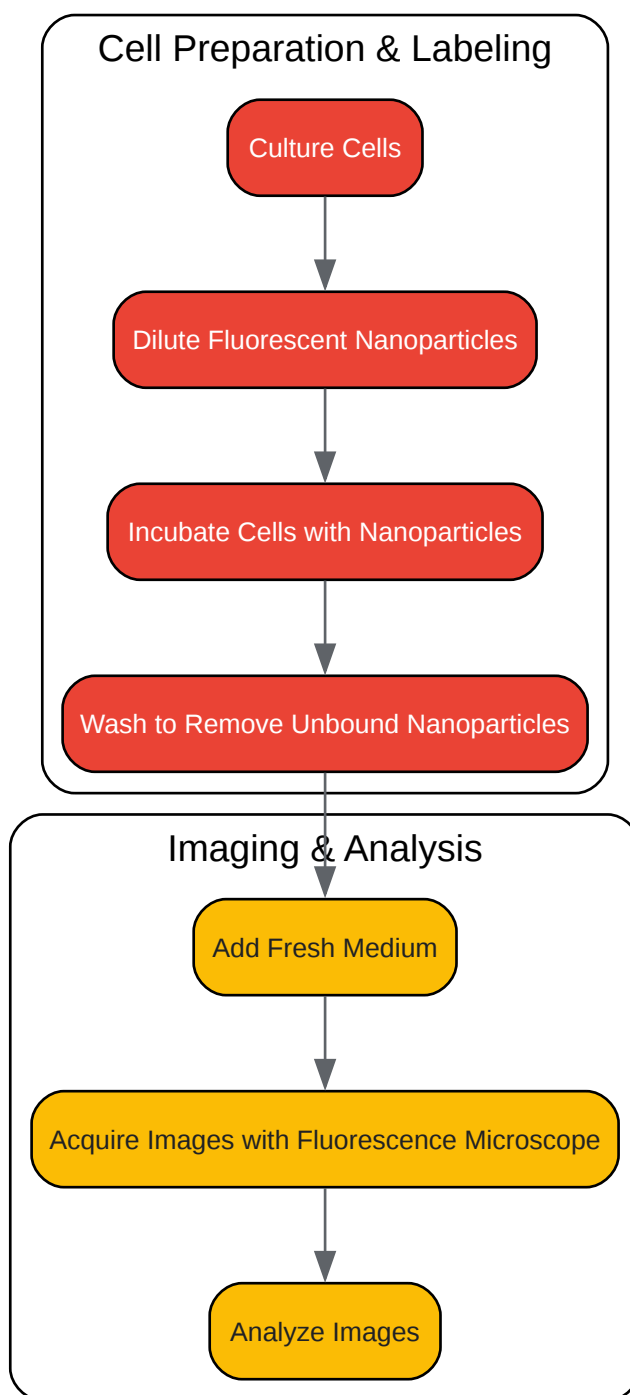 Cell Preparation & Labeling
Culture Cells
Dilute Fluorescent Nanoparticles
Incubate Cells with Nanoparticles
Wash to Remove Unbound Nanoparticles
Imaging & Analysis
Add Fresh Medium
Acquire Images with Fluorescence Microscope
Analyze Images